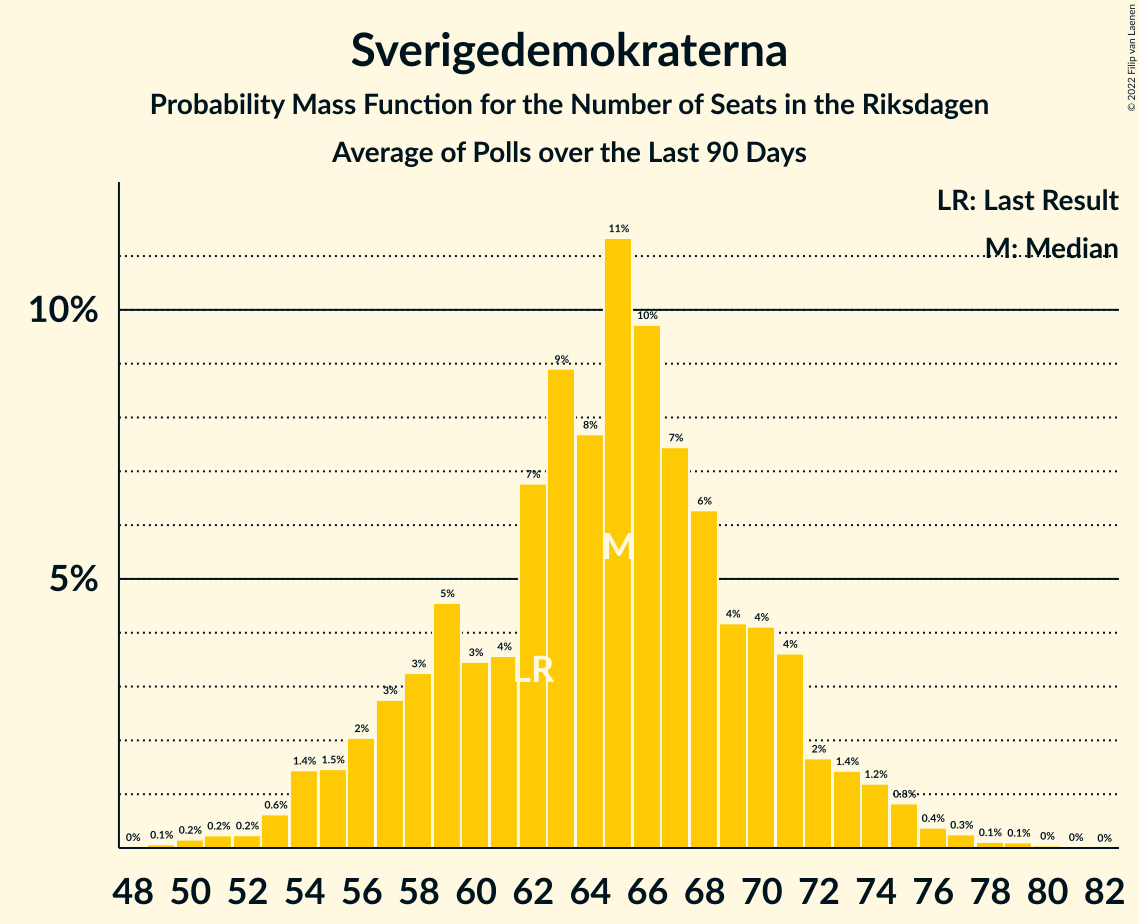 Sverigedemokraterna
Probability Mass Function for the Number of Seats in the Riksdagen
Average of Polls over the Last 90 Days
© 2022 Filip van Laenen
LR: Last Result
M: Median
10%
5%
0% 0.1% 0.2% 0.2% 0.2% 0.6% 1.4% 1.5% 2% 3% 3% 5% 3% 4% 7% 9% 8% 11% 10% 7% 6% 4% 4% 4% 2% 1.4% 1.2% 0.8% 0.4% 0.3% 0.1% 0.1% 0% 0% 0%
M
LR
48 50 52 54 56 58 60 62 64 66 68 70 72 74 76 78 80 82